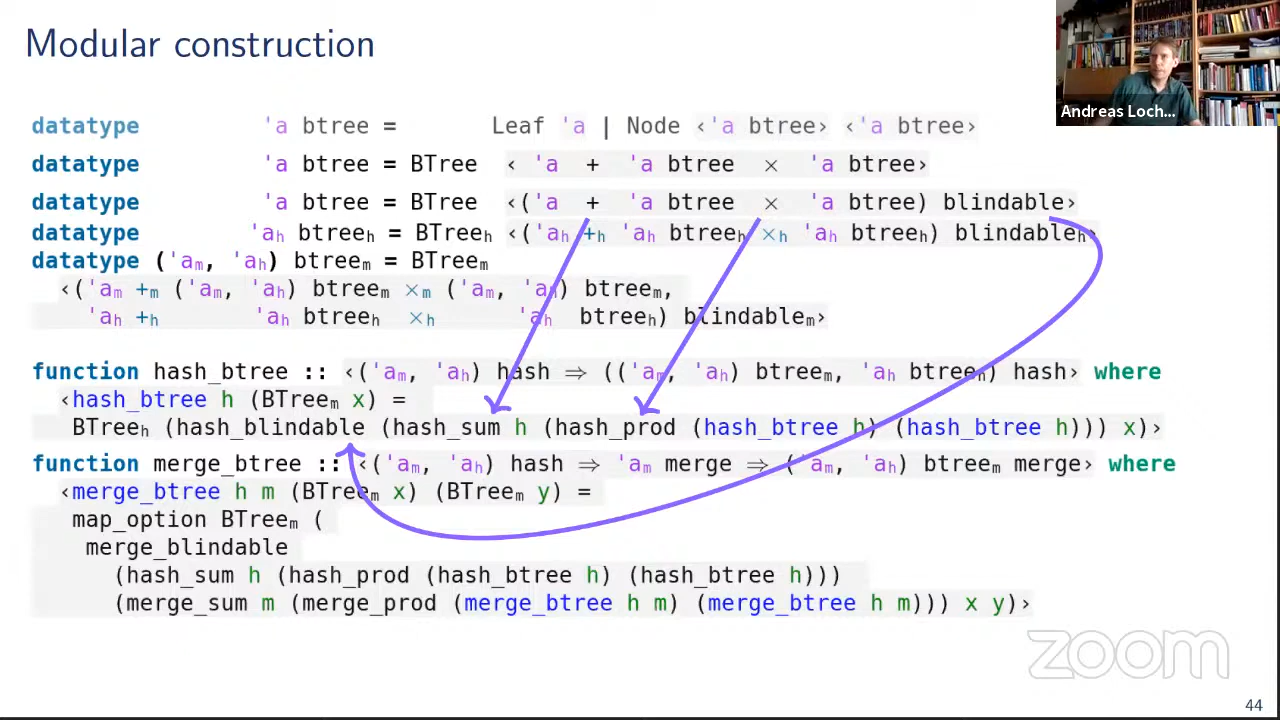 Modular construction
Andreas Loch...
datatype 'a btree = Leaf 'a | Node ‹'a btree› ‹'a btree›
datatype 'a btree = BTree ‹ 'a + 'a btree × 'a btree›
datatype 'a btree = BTree ‹('a + 'a btree × 'a btree) blindable›
datatype 'aₕ btreeₕ = BTreeₕ ‹('aₕ +ₕ 'aₕ btreeₕ ×ₕ 'aₕ btreeₕ) blindableₕ›
datatype ('aₘ, 'aₕ) btreeₘ = BTreeₘ
‹('aₘ +ₘ ('aₘ, 'aₕ) btreeₘ ×ₘ ('aₘ, 'aₕ) btreeₘ,
'aₕ +ₕ 'aₕ btreeₕ ×ₕ 'aₕ btreeₕ) blindableₘ›
function hash_btree :: ‹('aₘ, 'aₕ) hash ⇒ (('aₘ, 'aₕ) btreeₘ, 'aₕ btreeₕ) hash› where
‹hash_btree h (BTreeₘ x) =
BTreeₕ (hash_blindable (hash_sum h (hash_prod (hash_btree h) (hash_btree h))) x)›
function merge_btree :: ‹('aₘ, 'aₕ) hash ⇒ 'aₘ merge ⇒ ('aₘ, 'aₕ) btreeₘ merge› where
‹merge_btree h m (BTreeₘ x) (BTreeₘ y) =
map_option BTreeₘ (
merge_blindable
(hash_sum h (hash_prod (hash_btree h) (hash_btree h)))
(merge_sum m (merge_prod (merge_btree h m) (merge_btree h m))) x y)›
zoom
44